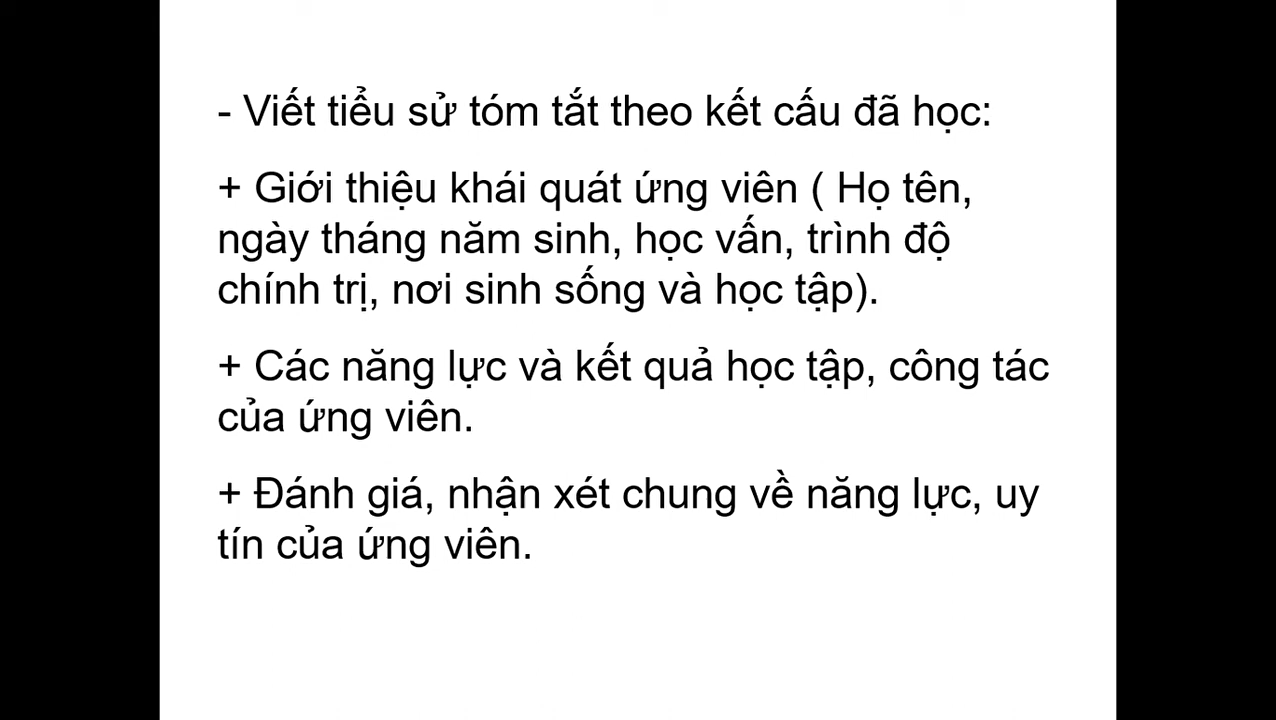 - Viết tiểu sử tóm tắt theo kết cấu đã học:
+ Giới thiệu khái quát ứng viên ( Họ tên,
ngày tháng năm sinh, học vấn, trình độ
chính trị, nơi sinh sống và học tập).
+ Các năng lực và kết quả học tập, công tác
của ứng viên.
+ Đánh giá, nhận xét chung về năng lực, uy
tín của ứng viên.